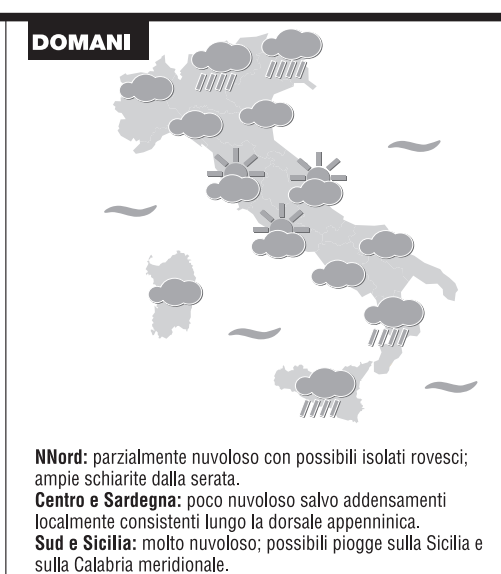 DOMANI
NNord: parzialmente nuvoloso con possibili isolati rovesci;
ampie schiarite dalla serata.
Centro e Sardegna: poco nuvoloso salvo addensamenti
localmente consistenti lungo la dorsale appenninica.
Sud e Sicilia: molto nuvoloso; possibili piogge sulla Sicilia e
sulla Calabria meridionale.